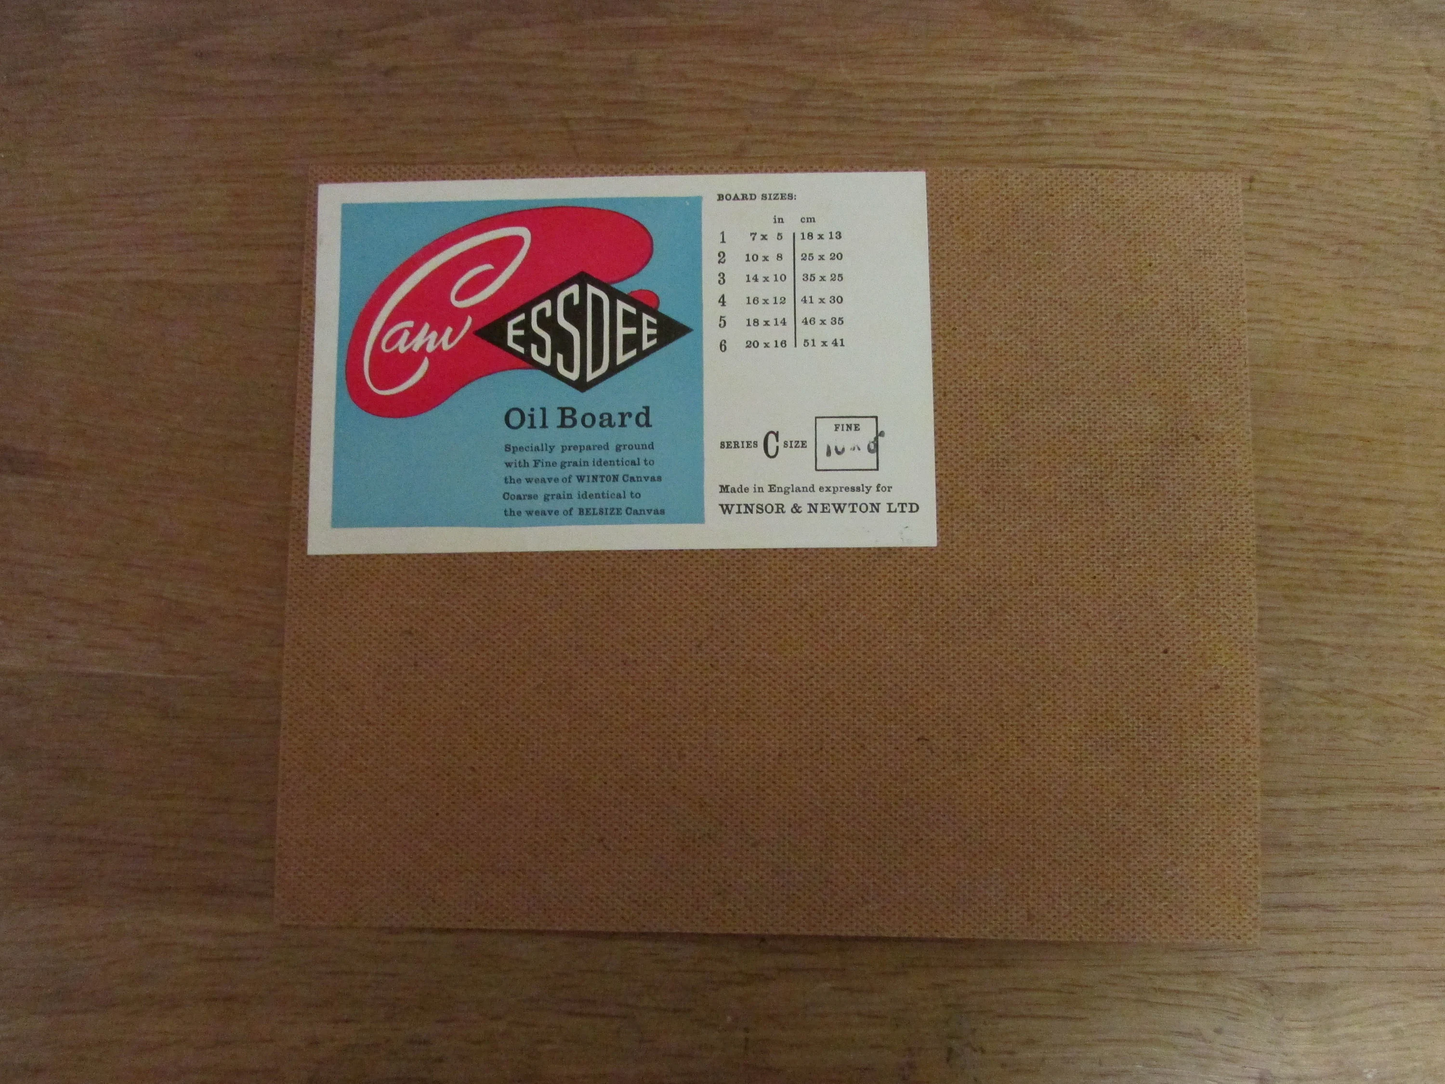 Canv ESSDEE
Oil Board
Specially prepared ground
with Fine grain identical to
the weave of WINTON Canvas
Coarse grain identical to
the weave of BELSIZE Canvas
BOARD SIZES:
in cm
1 7 x 5 18 x 13
2 10 x 8 25 x 20
3 14 x 10 35 x 25
4 16 x 12 41 x 30
5 18 x 14 46 x 35
6 20 x 16 51 x 41
FINE
SERIES C SIZE 10 x 8
Made in England expressly for
WINSOR & NEWTON LTD